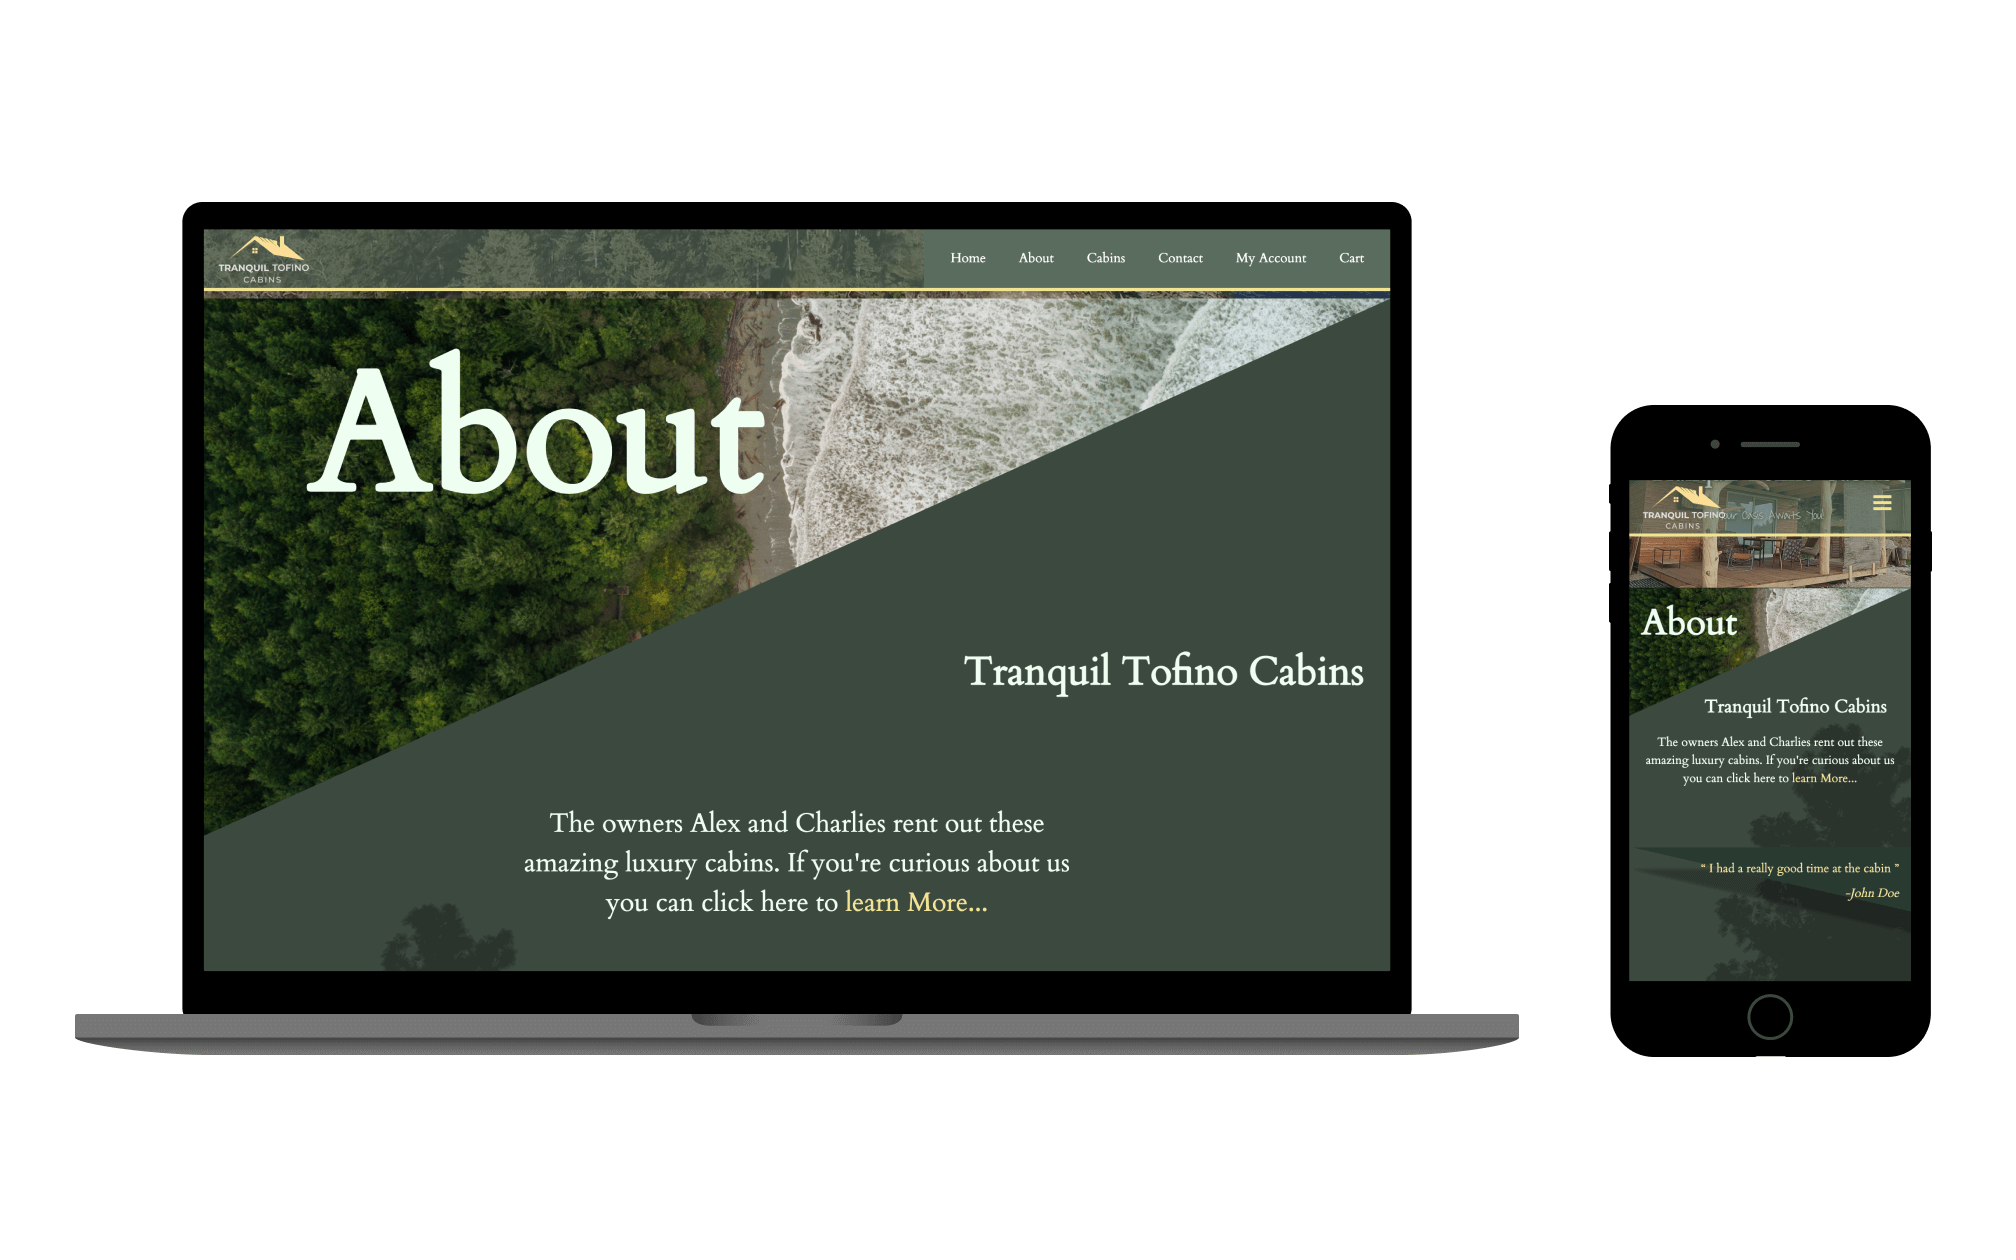 TRANQUIL TOFINO
CABINS
Home About Cabins Contact My Account Cart
About
Tranquil Tofino Cabins
The owners Alex and Charlies rent out these
amazing luxury cabins. If you're curious about us
you can click here to learn More...
TRANQUIL TOFINO
CABINS
Oasis Awaits You
About
Tranquil Tofino Cabins
The owners Alex and Charlies rent out these
amazing luxury cabins. If you're curious about us
you can click here to learn More...
“ I had a really good time at the cabin ”
-John Doe